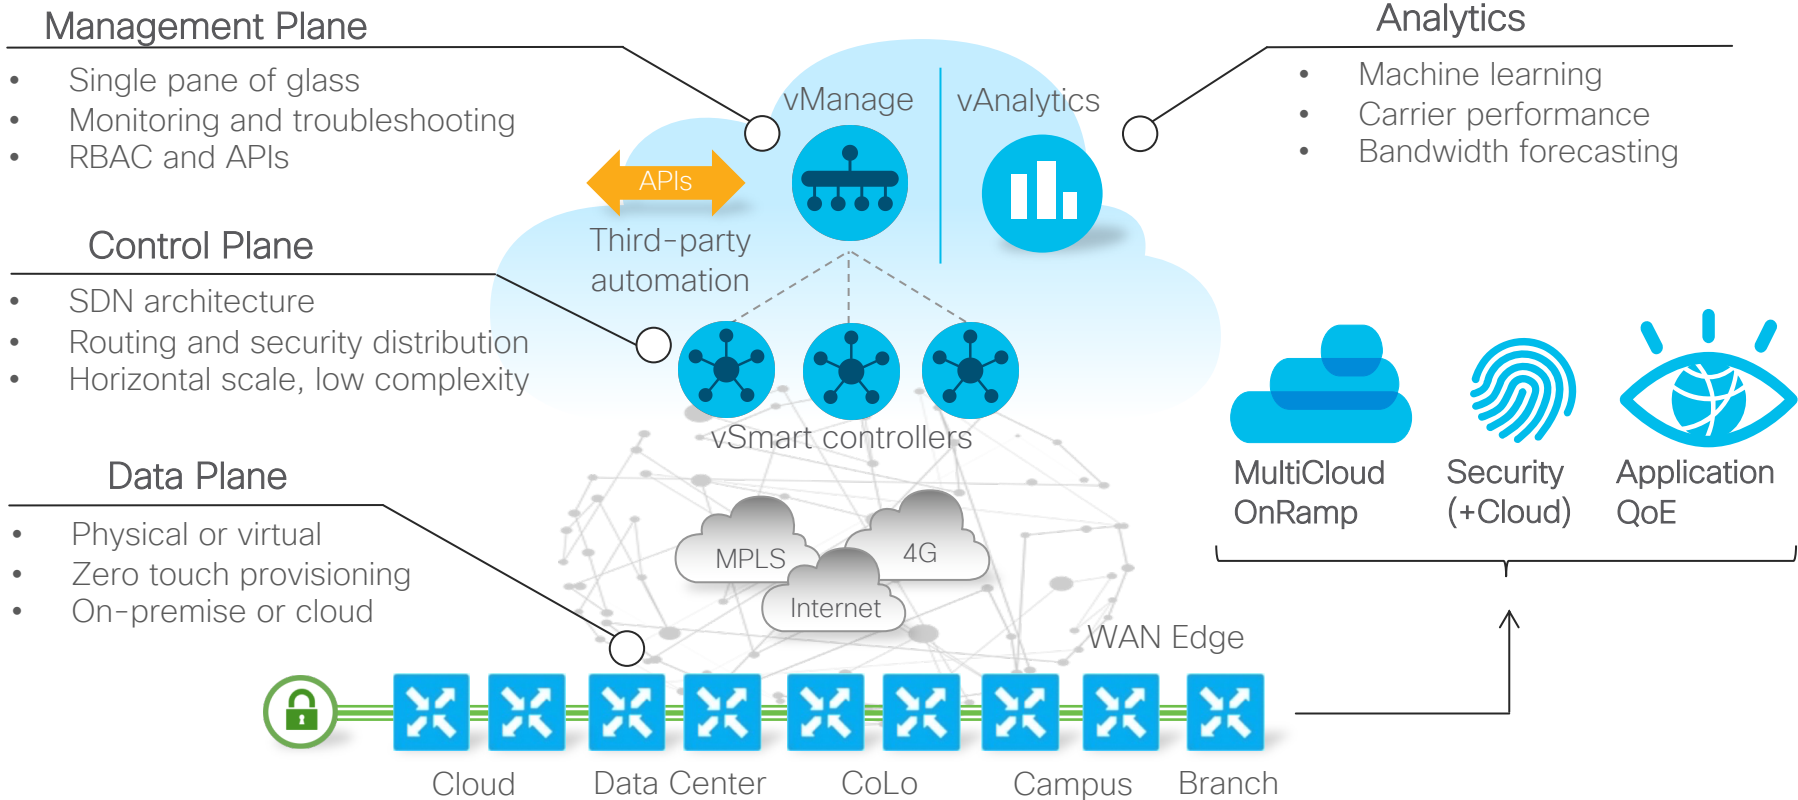 Management Plane
• Single pane of glass
• Monitoring and troubleshooting
• RBAC and APIs
Analytics
• Machine learning
• Carrier performance
• Bandwidth forecasting
vManage
vAnalytics
APIs
Third-party
automation
Control Plane
• SDN architecture
• Routing and security distribution
• Horizontal scale, low complexity
vSmart controllers
MultiCloud
OnRamp
Security
(+Cloud)
Application
QoE
Data Plane
• Physical or virtual
• Zero touch provisioning
• On-premise or cloud
MPLS
4G
Internet
WAN Edge
Cloud
Data Center
CoLo
Campus
Branch